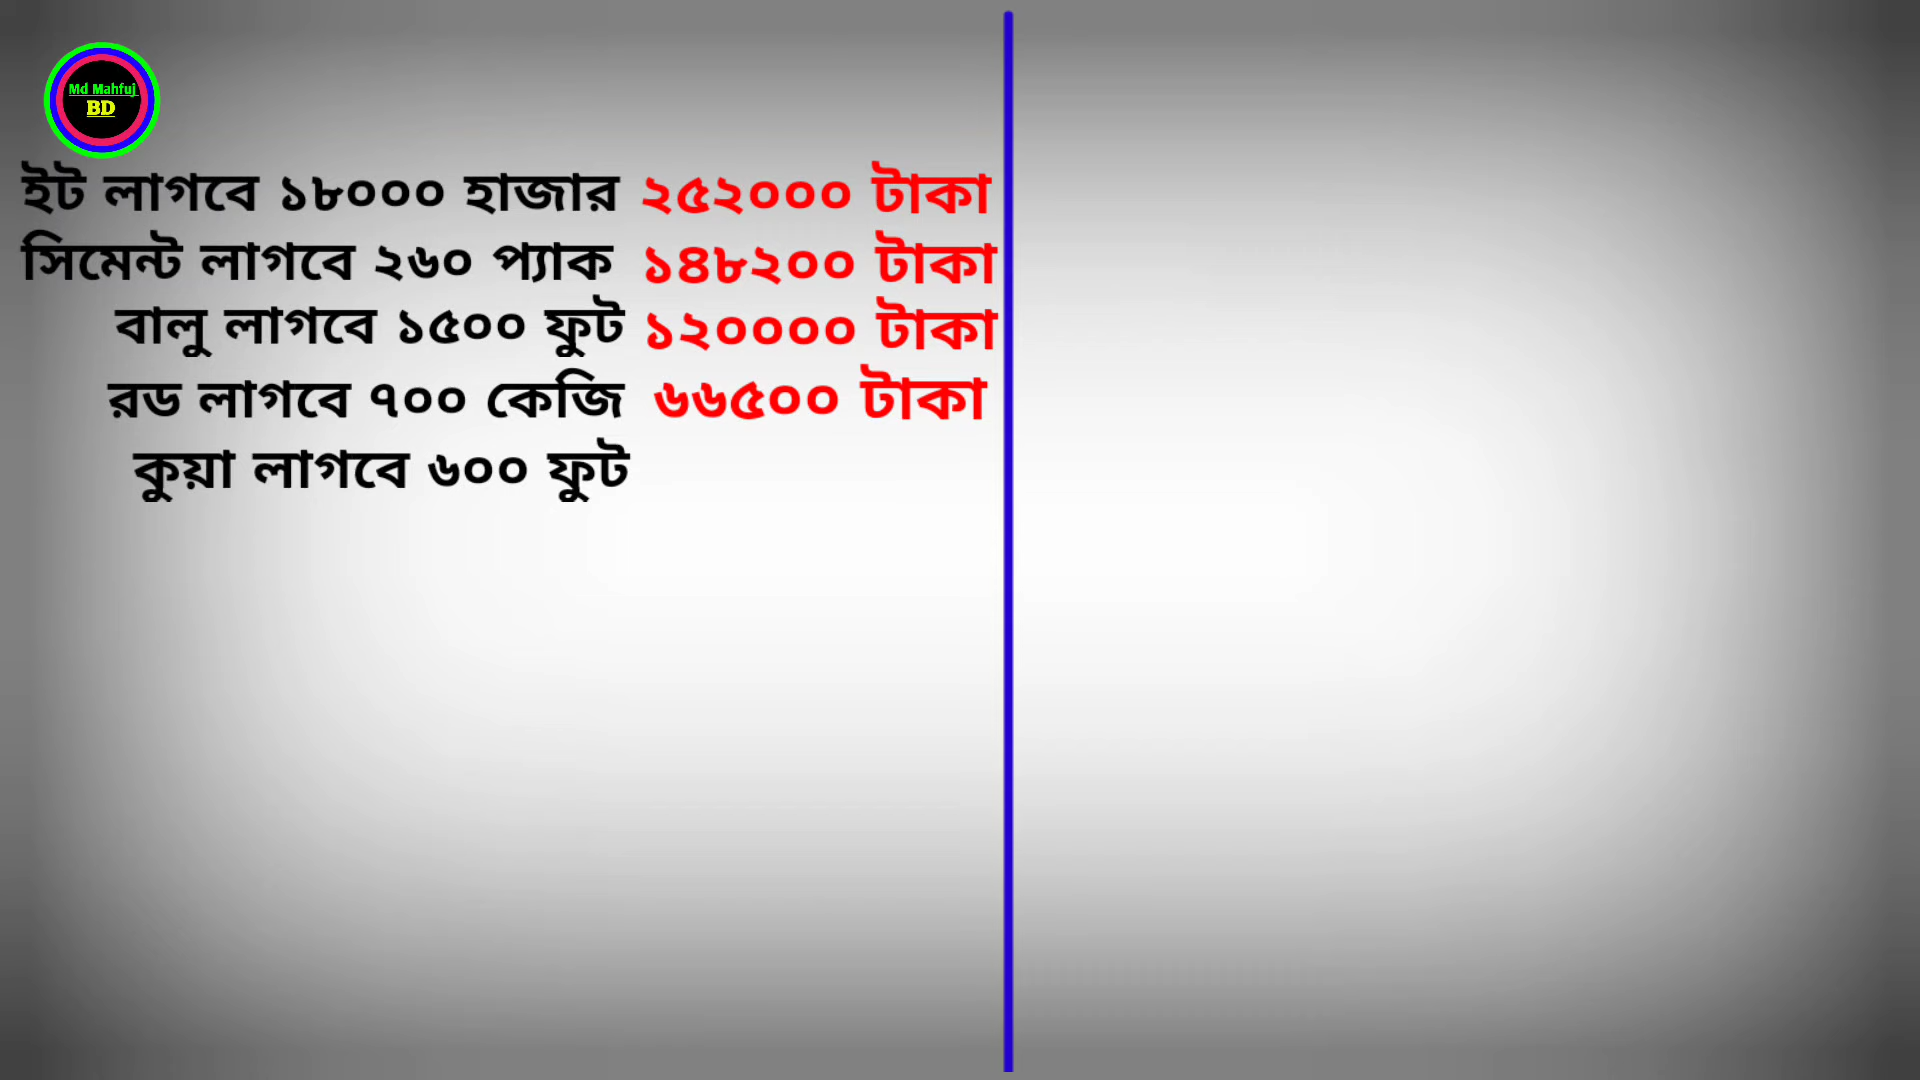 Md Mahfuj
BD
ইট লাগবে ১৮০০০ হাজার ২৫২০০০ টাকা
সিমেন্ট লাগবে ২৬০ প্যাক ১৪৮২০০ টাকা
বালু লাগবে ১৫০০ ফুট ১২০০০০ টাকা
রড লাগবে ৭০০ কেজি ৬৬৫০০ টাকা
কুয়া লাগবে ৬০০ ফুট